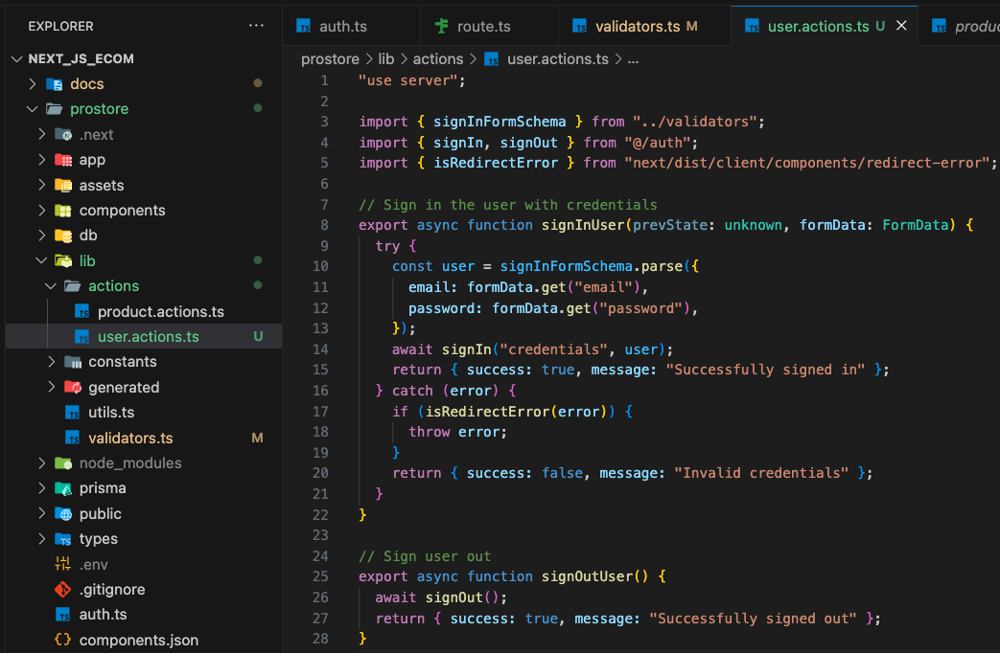 EXPLORER ...
NEXT_JS_ECOM
docs
prostore
.next
app
assets
components
db
lib
actions
product.actions.ts
user.actions.ts U
constants
generated
utils.ts
validators.ts M
node_modules
prisma
public
types
.env
.gitignore
auth.ts
components.json
auth.ts
route.ts
validators.ts M
user.actions.ts U
produc
prostore > lib > actions > user.actions.ts > ...
1 "use server";
2
3 import { signInFormSchema } from "../validators";
4 import { signIn, signOut } from "@/auth";
5 import { isRedirectError } from "next/dist/client/components/redirect-error";
6
7 // Sign in the user with credentials
8 export async function signInUser(prevState: unknown, formData: FormData) {
9 try {
10 const user = signInFormSchema.parse({
11 email: formData.get("email"),
12 password: formData.get("password"),
13 });
14 await signIn("credentials", user);
15 return { success: true, message: "Successfully signed in" };
16 } catch (error) {
17 if (isRedirectError(error)) {
18 throw error;
19 }
20 return { success: false, message: "Invalid credentials" };
21 }
22 }
23
24 // Sign user out
25 export async function signOutUser() {
26 await signOut();
27 return { success: true, message: "Successfully signed out" };
28 }